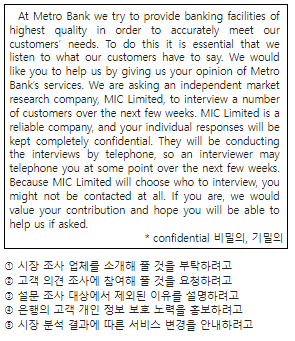 At Metro Bank we try to provide banking facilities of
highest quality in order to accurately meet our
customers' needs. To do this it is essential that we
listen to what our customers have to say. We would
like you to help us by giving us your opinion of Metro
Bank's services. We are asking an independent market
research company, MIC Limited, to interview a number
of customers over the next few weeks. MIC Limited is a
reliable company, and your individual responses will be
kept completely confidential. They will be conducting
the interviews by telephone, so an interviewer may
telephone you at some point over the next few weeks.
Because MIC Limited will choose who to interview, you
might not be contacted at all. If you are, we would
value your contribution and hope you will be able to
help us if asked.
* confidential 비밀의, 기밀의
① 시장 조사 업체를 소개해 줄 것을 부탁하려고
② 고객 의견 조사에 참여해 줄 것을 요청하려고
③ 설문 조사 대상에서 제외된 이유를 설명하려고
④ 은행의 고객 개인 정보 보호 노력을 홍보하려고
⑤ 시장 분석 결과에 따른 서비스 변경을 안내하려고